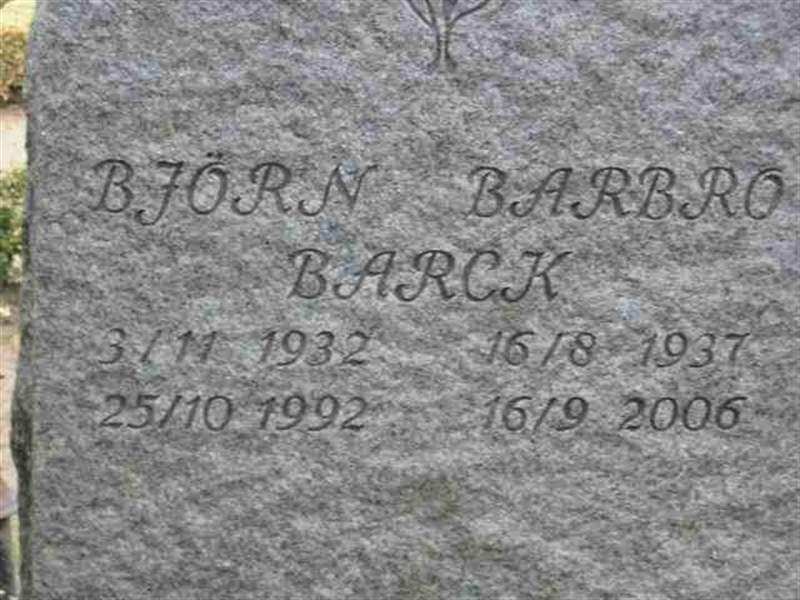 BJÖRN BARBRO
BARCK
3/11 1932 16/8 1937
25/10 1992 16/9 2006